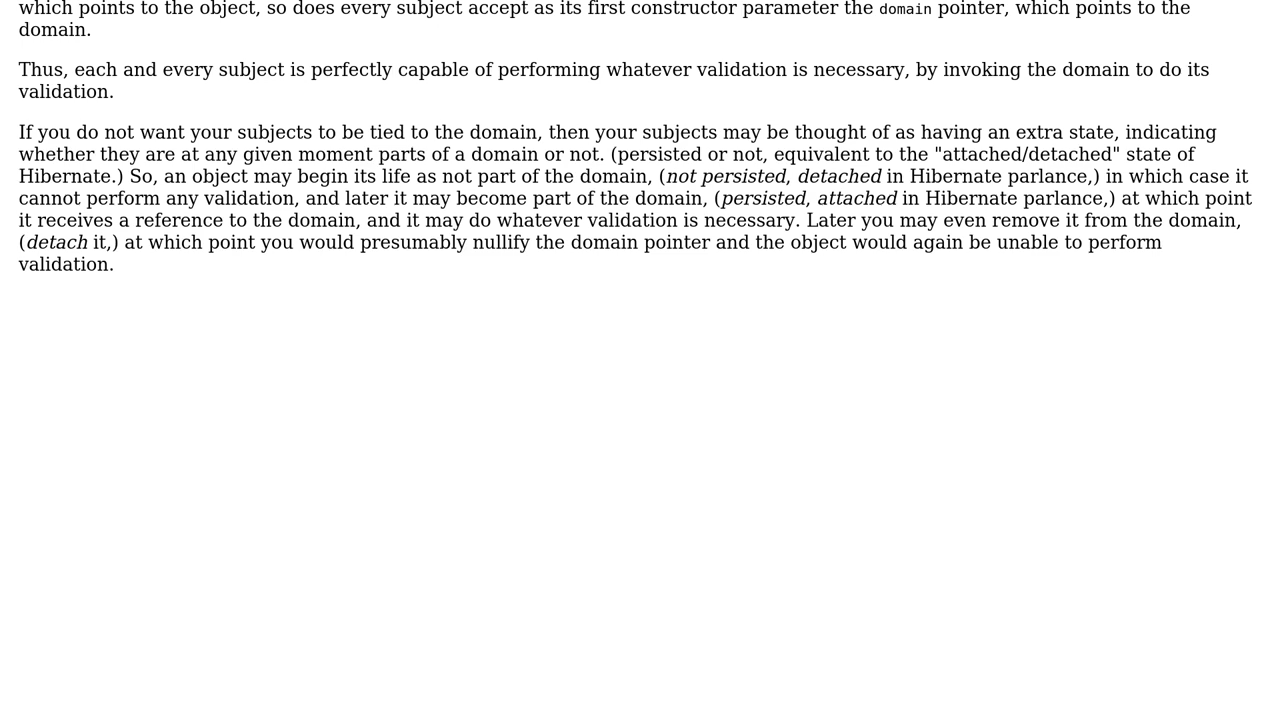 which points to the object, so does every subject accept as its first constructor parameter the domain pointer, which points to the
domain.
Thus, each and every subject is perfectly capable of performing whatever validation is necessary, by invoking the domain to do its
validation.
If you do not want your subjects to be tied to the domain, then your subjects may be thought of as having an extra state, indicating
whether they are at any given moment parts of a domain or not. (persisted or not, equivalent to the "attached/detached" state of
Hibernate.) So, an object may begin its life as not part of the domain, (not persisted, detached in Hibernate parlance,) in which case it
cannot perform any validation, and later it may become part of the domain, (persisted, attached in Hibernate parlance,) at which point
it receives a reference to the domain, and it may do whatever validation is necessary. Later you may even remove it from the domain,
(detach it,) at which point you would presumably nullify the domain pointer and the object would again be unable to perform
validation.